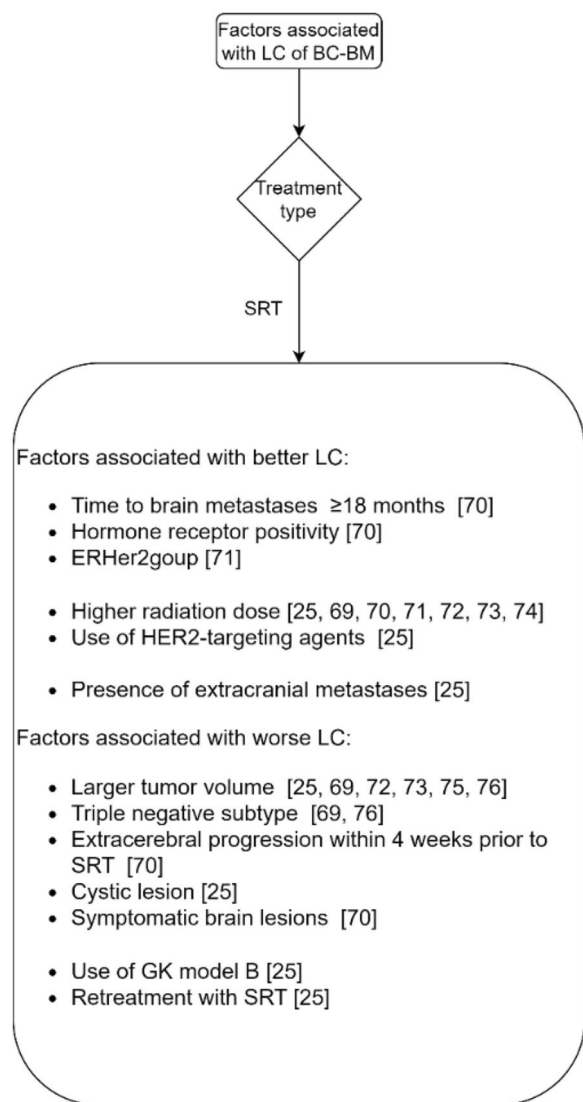 Factors associated
with LC of BC-BM
Treatment
type
SRT
Factors associated with better LC:
• Time to brain metastases ≥18 months [70]
• Hormone receptor positivity [70]
• ERHer2goup [71]
• Higher radiation dose [25, 69, 70, 71, 72, 73, 74]
• Use of HER2-targeting agents [25]
• Presence of extracranial metastases [25]
Factors associated with worse LC:
• Larger tumor volume [25, 69, 72, 73, 75, 76]
• Triple negative subtype [69, 76]
• Extracerebral progression within 4 weeks prior to
SRT [70]
• Cystic lesion [25]
• Symptomatic brain lesions [70]
• Use of GK model B [25]
• Retreatment with SRT [25]